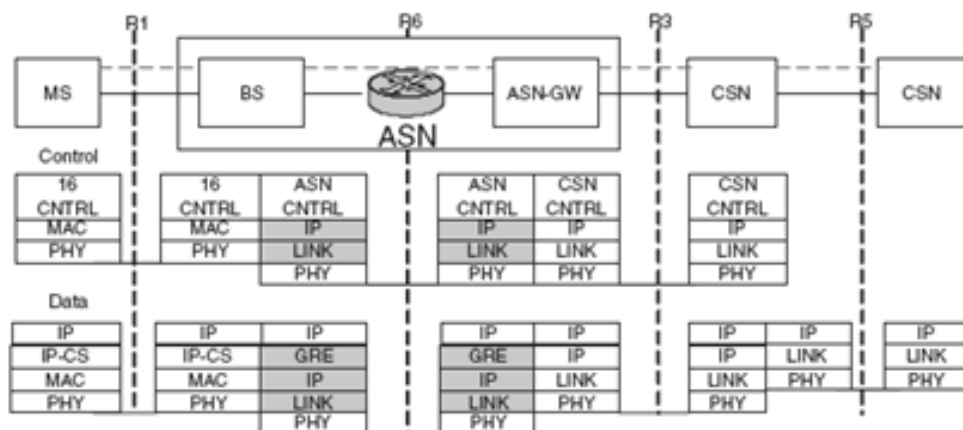 R1 R6 R3 R5
MS BS ASN-GW CSN CSN
ASN
Control
16 16 ASN ASN CSN CSN
CNTRL CNTRL CNTRL CNTRL CNTRL CNTRL
MAC MAC IP IP IP IP
PHY PHY LINK LINK LINK LINK
PHY PHY PHY PHY
Data
IP IP IP IP IP IP IP IP
IP-CS IP-CS GRE GRE IP IP LINK LINK
MAC MAC IP IP LINK LINK PHY PHY
PHY PHY LINK LINK PHY PHY
PHY PHY